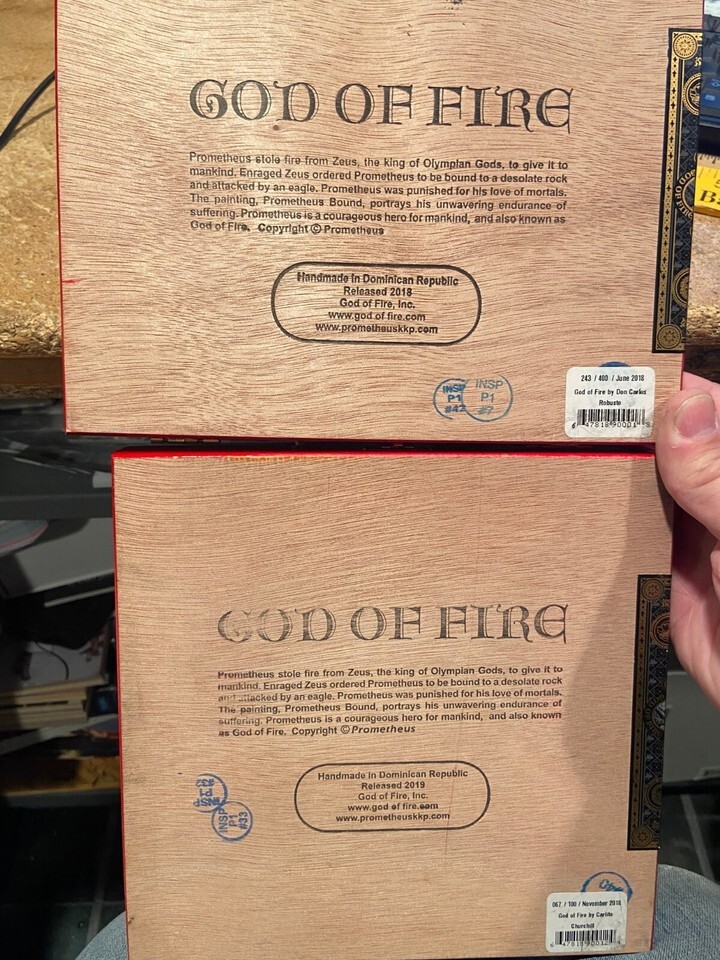 GOD OF FIRE
Prometheus stole fire from Zeus, the king of Olympian Gods, to give it to
mankind. Enraged Zeus ordered Prometheus to be bound to a desolate rock
and attacked by an eagle. Prometheus was punished for his love of mortals.
The painting, Prometheus Bound, portrays his unwavering endurance of
suffering. Prometheus is a courageous hero for mankind, and also known as
God of Fire. Copyright © Prometheus
Handmade in Dominican Republic
Released 2018
God of Fire, Inc.
www.god of fire.com
www.prometheuskkp.com
INSP
P1
#42
INSP
P1
#7
243 / 400 / June 2018
God of Fire by Don Carlos
Robusto
GOD OF FIRE
Prometheus stole fire from Zeus, the king of Olympian Gods, to give it to
mankind. Enraged Zeus ordered Prometheus to be bound to a desolate rock
and attacked by an eagle. Prometheus was punished for his love of mortals.
The painting, Prometheus Bound, portrays his unwavering endurance of
suffering. Prometheus is a courageous hero for mankind, and also known
as God of Fire. Copyright © Prometheus
INSP
P1
#32
INSP
P1
#33
Handmade in Dominican Republic
Released 2019
God of Fire, Inc.
www.god of fire.com
www.prometheuskkp.com
067 / 100 / November 2018
God of Fire by Carlito
Churchill